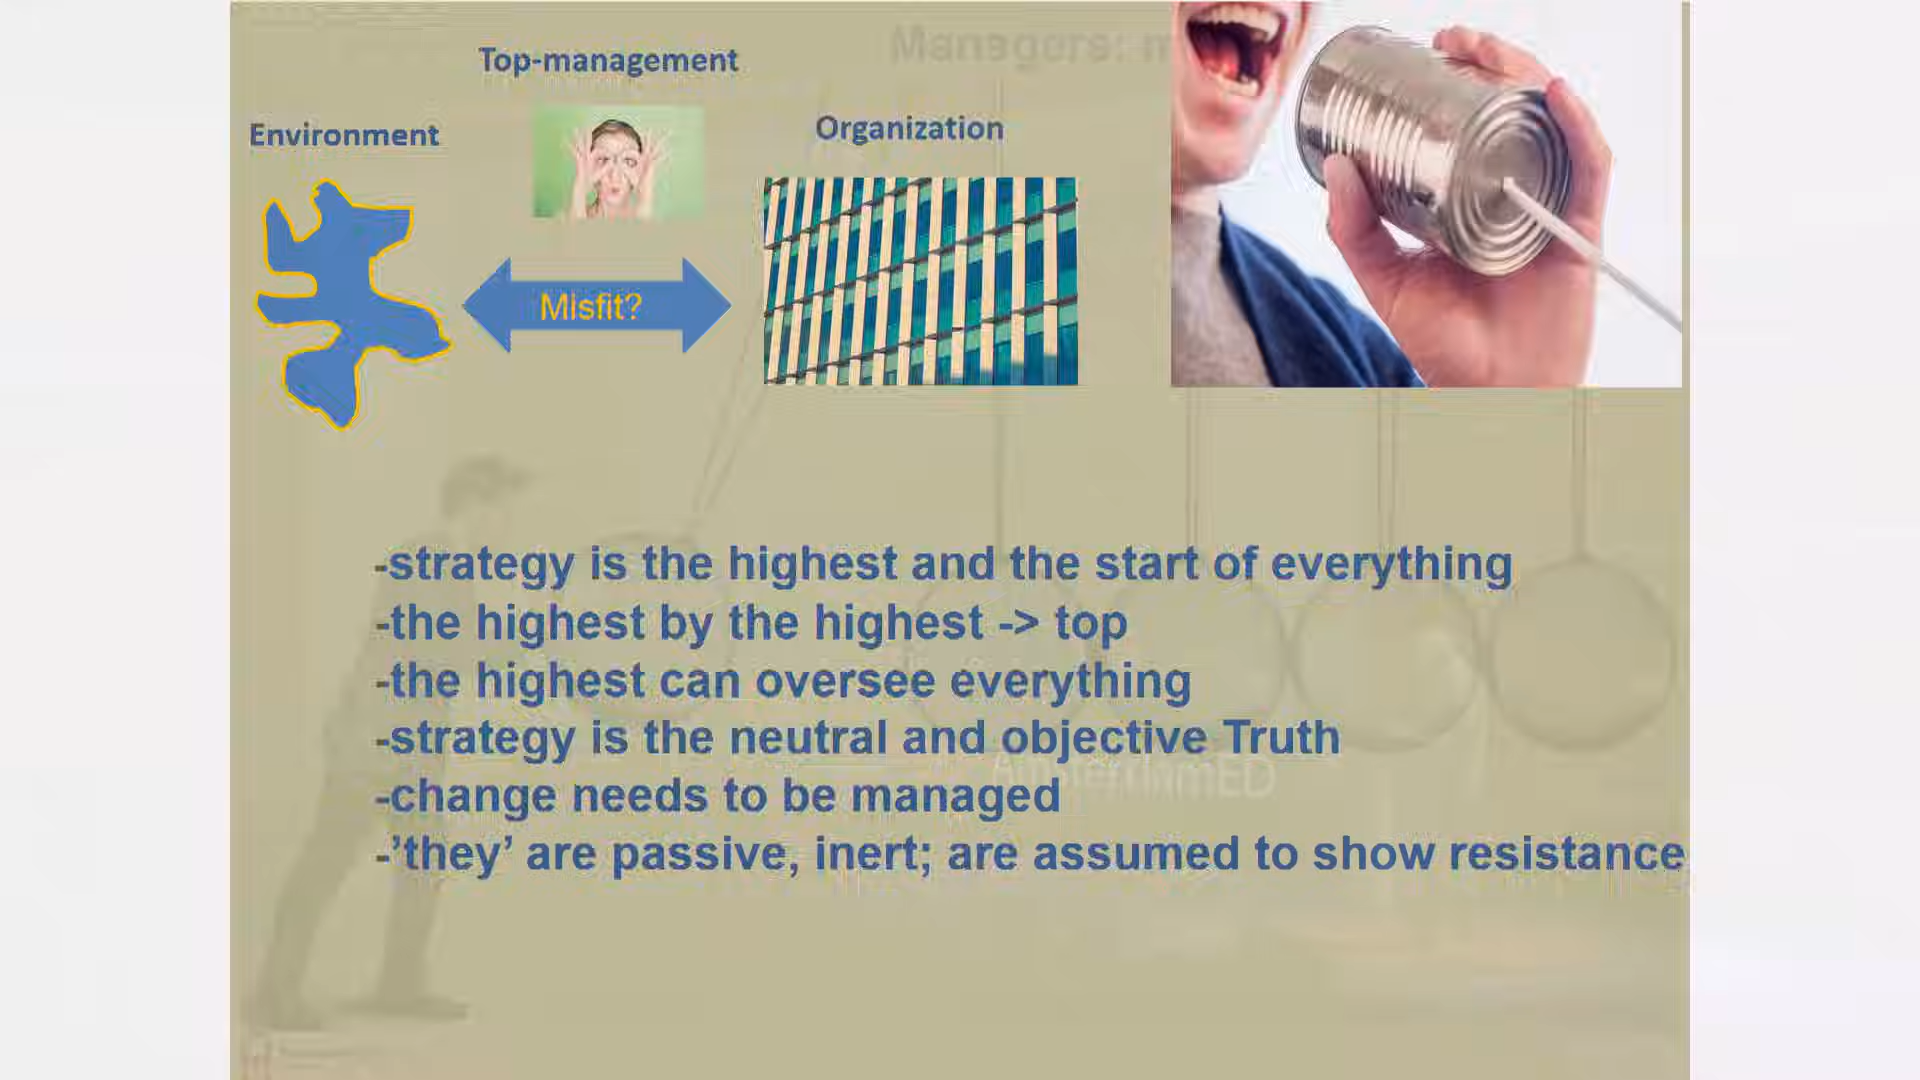 Managers:
Top-management
Environment
Organization
Misfit?
-strategy is the highest and the start of everything
-the highest by the highest -> top
-the highest can oversee everything
-strategy is the neutral and objective Truth
-change needs to be managed
-’they’ are passive, inert; are assumed to show resistance